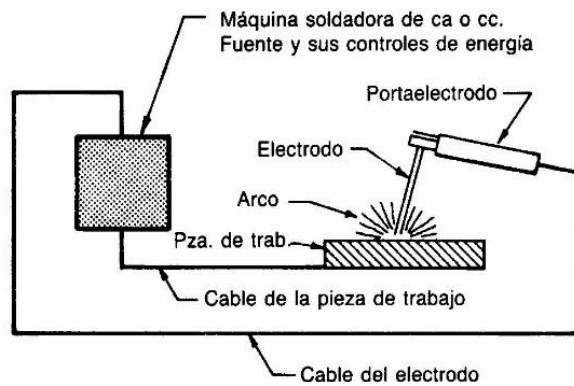 Máquina soldadora de ca o cc.
Fuente y sus controles de energía
Portaelectrodo
Electrodo
Arco
Pza. de trab.
Cable de la pieza de trabajo
Cable del electrodo